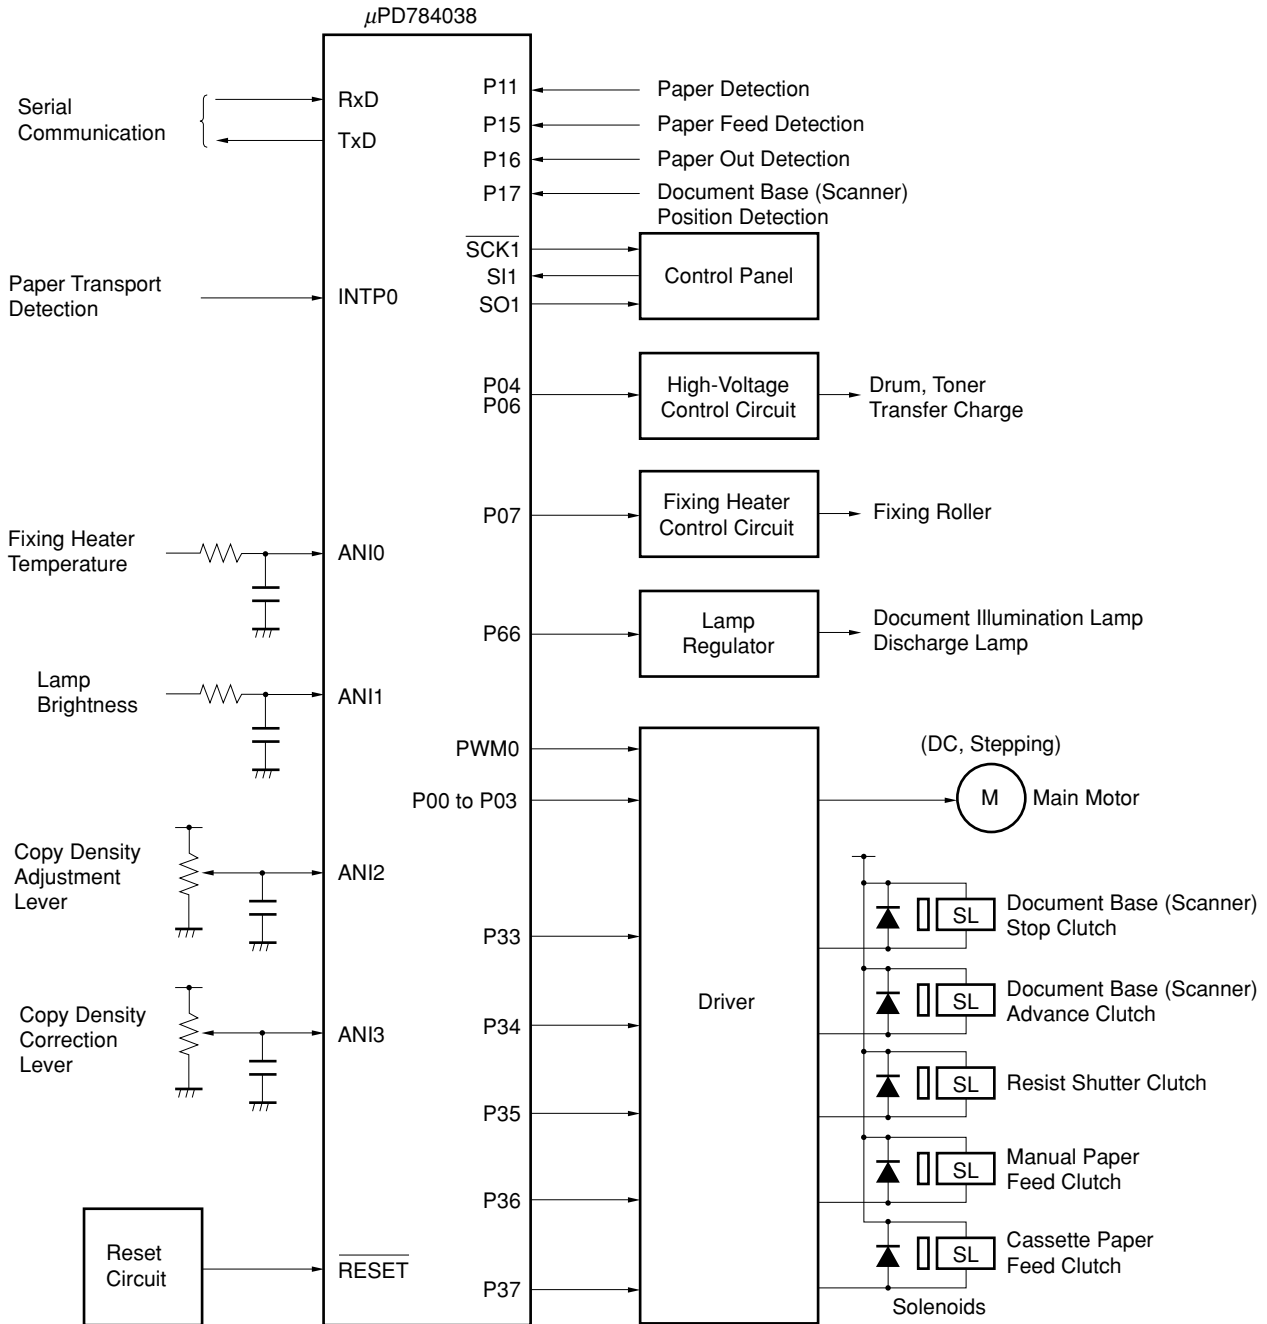 μPD784038
Serial
Communication
RxD
TxD
Paper Transport
Detection
INTP0
Fixing Heater
Temperature
ANI0
Lamp
Brightness
ANI1
Copy Density
Adjustment
Lever
ANI2
Copy Density
Correction
Lever
ANI3
Reset
Circuit
RESET
P11
Paper Detection
P15
Paper Feed Detection
P16
Paper Out Detection
P17
Document Base (Scanner)
Position Detection
SCK1
SI1
SO1
Control Panel
P04
P06
High-Voltage
Control Circuit
Drum, Toner
Transfer Charge
P07
Fixing Heater
Control Circuit
Fixing Roller
P66
Lamp
Regulator
Document Illumination Lamp
Discharge Lamp
PWM0
P00 to P03
P33
P34
P35
P36
P37
Driver
(DC, Stepping)
M
Main Motor
SL
Document Base (Scanner)
Stop Clutch
SL
Document Base (Scanner)
Advance Clutch
SL
Resist Shutter Clutch
SL
Manual Paper
Feed Clutch
SL
Cassette Paper
Feed Clutch
Solenoids